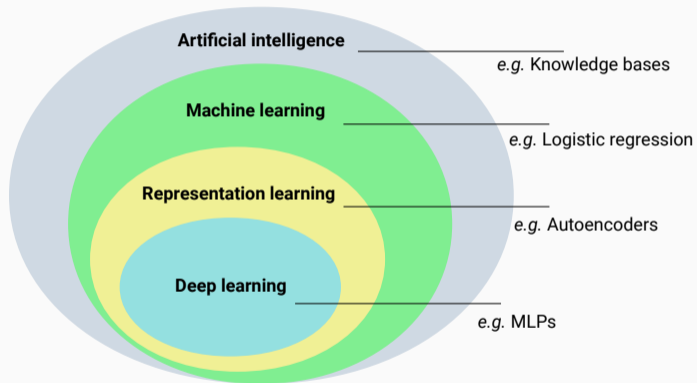 Artificial intelligence
e.g. Knowledge bases
Machine learning
e.g. Logistic regression
Representation learning
e.g. Autoencoders
Deep learning
e.g. MLPs